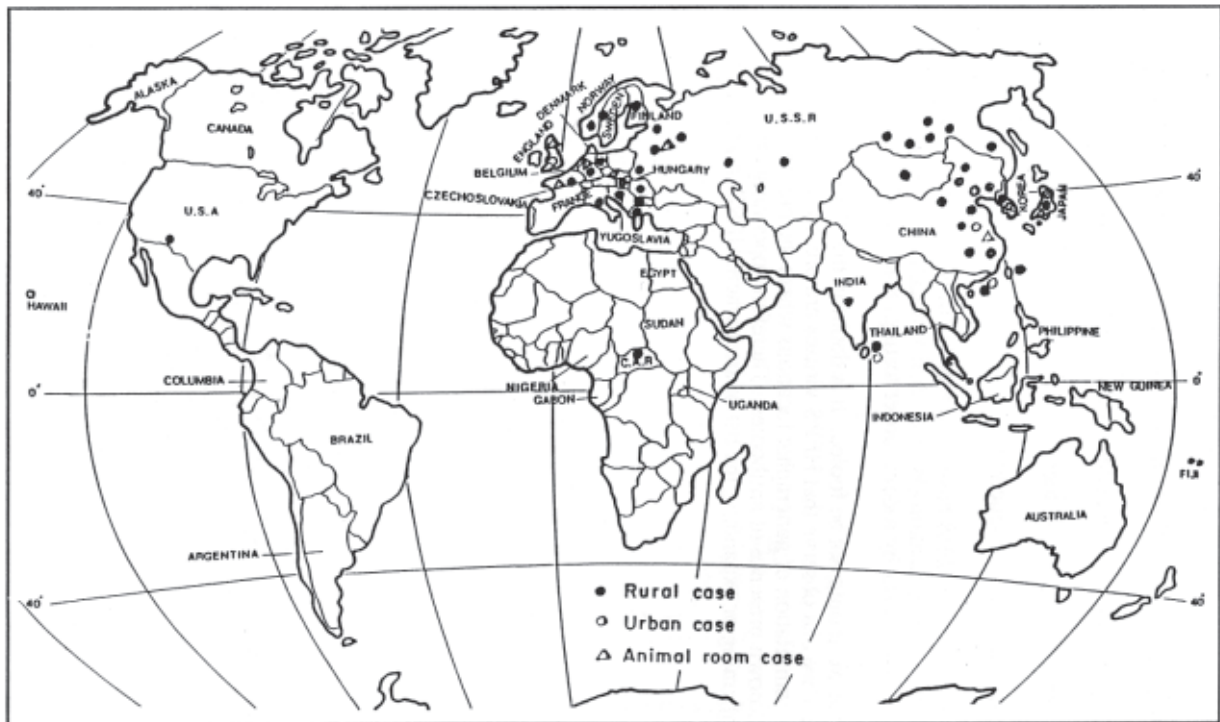 ALASKA
CANADA
U.S.A
HAWAII
COLUMBIA
BRAZIL
ARGENTINA
NORWAY
DENMARK
SWEDEN
FINLAND
ENGLAND
BELGIUM
HUNGARY
CZECHOSLOVAKIA
FRANCE
YUGOSLAVIA
U.S.S.R
EGYPT
SUDAN
C.A.R
NIGERIA
GABON
UGANDA
INDIA
CHINA
KOREA
JAPAN
THAILAND
PHILIPPINE
INDONESIA
NEW GUINEA
FIJI
AUSTRALIA
40°
40°
0°
0°
40°
40°
Rural case
Urban case
Animal room case